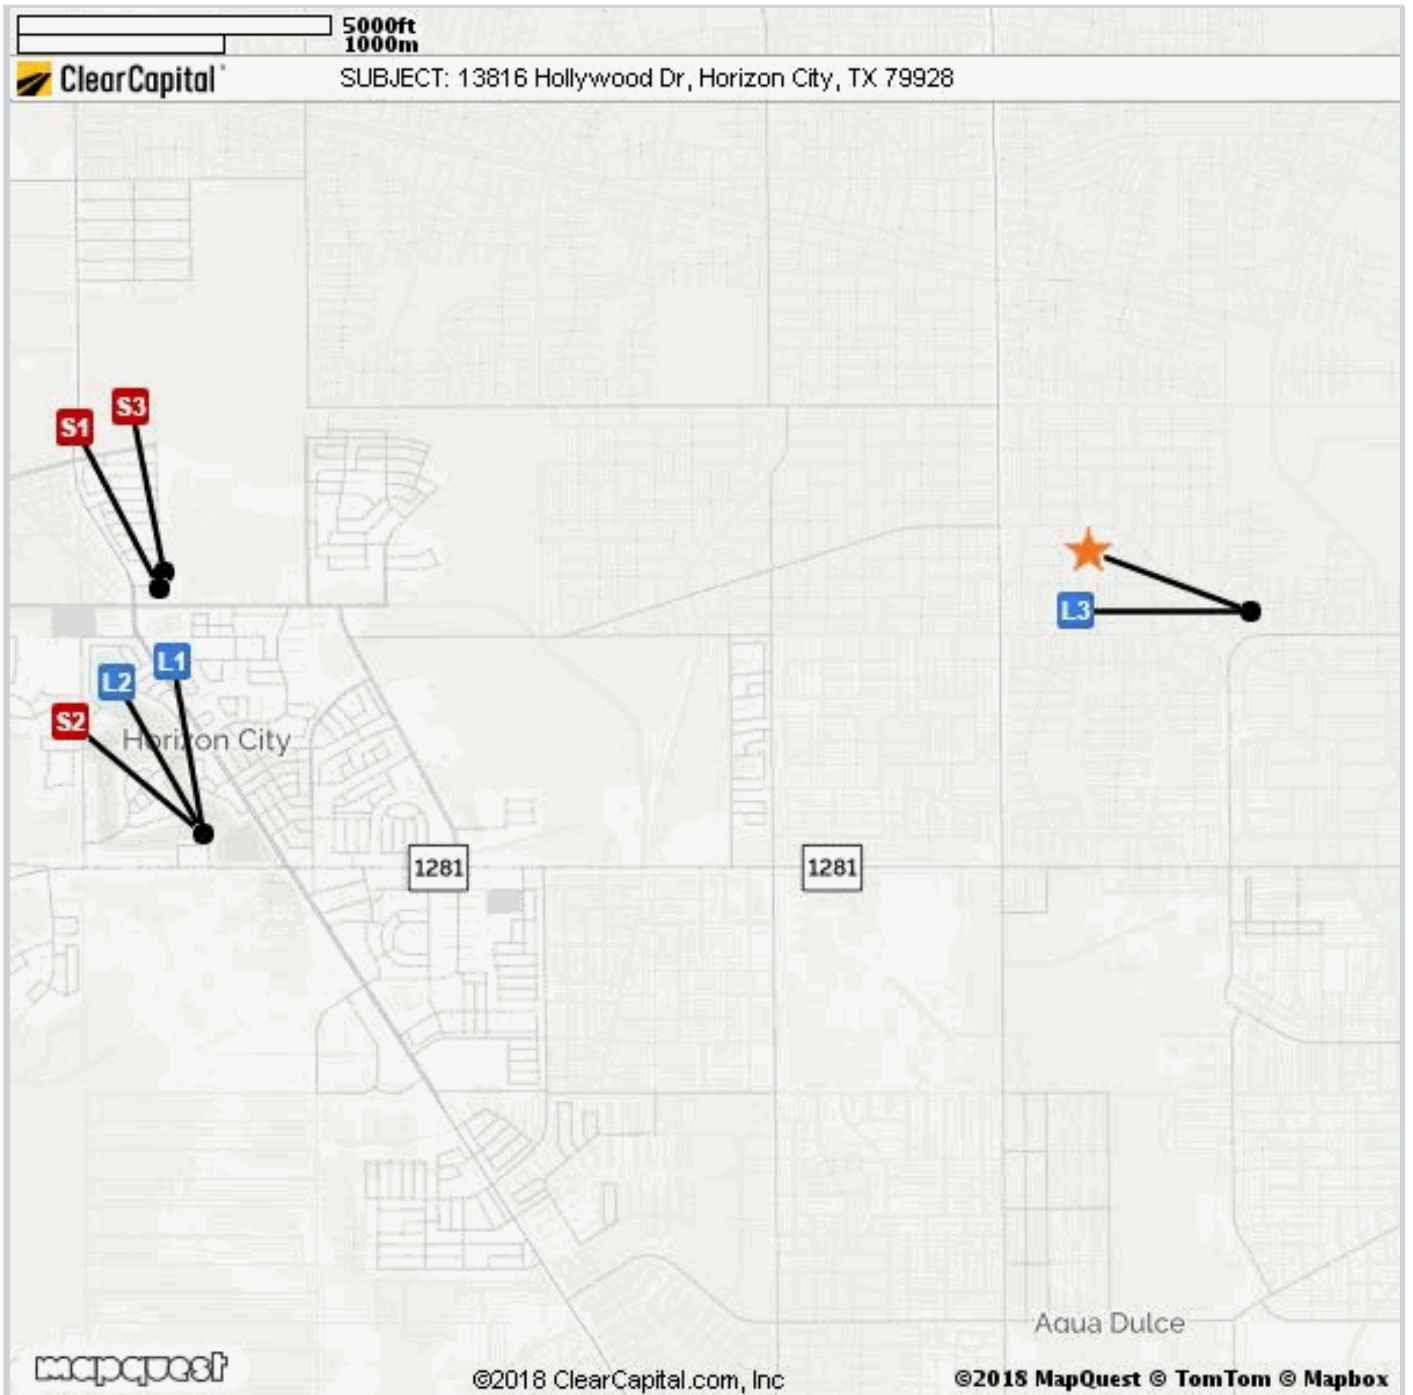 5000ft
1000m
ClearCapital
SUBJECT: 13816 Hollywood Dr, Horizon City, TX 79928
S3
S1
L3
L1
L2
S2
Horizon City
1281
1281
Aqua Dulce
mapquest
©2018 ClearCapital.com, Inc
©2018 MapQuest © TomTom © Mapbox